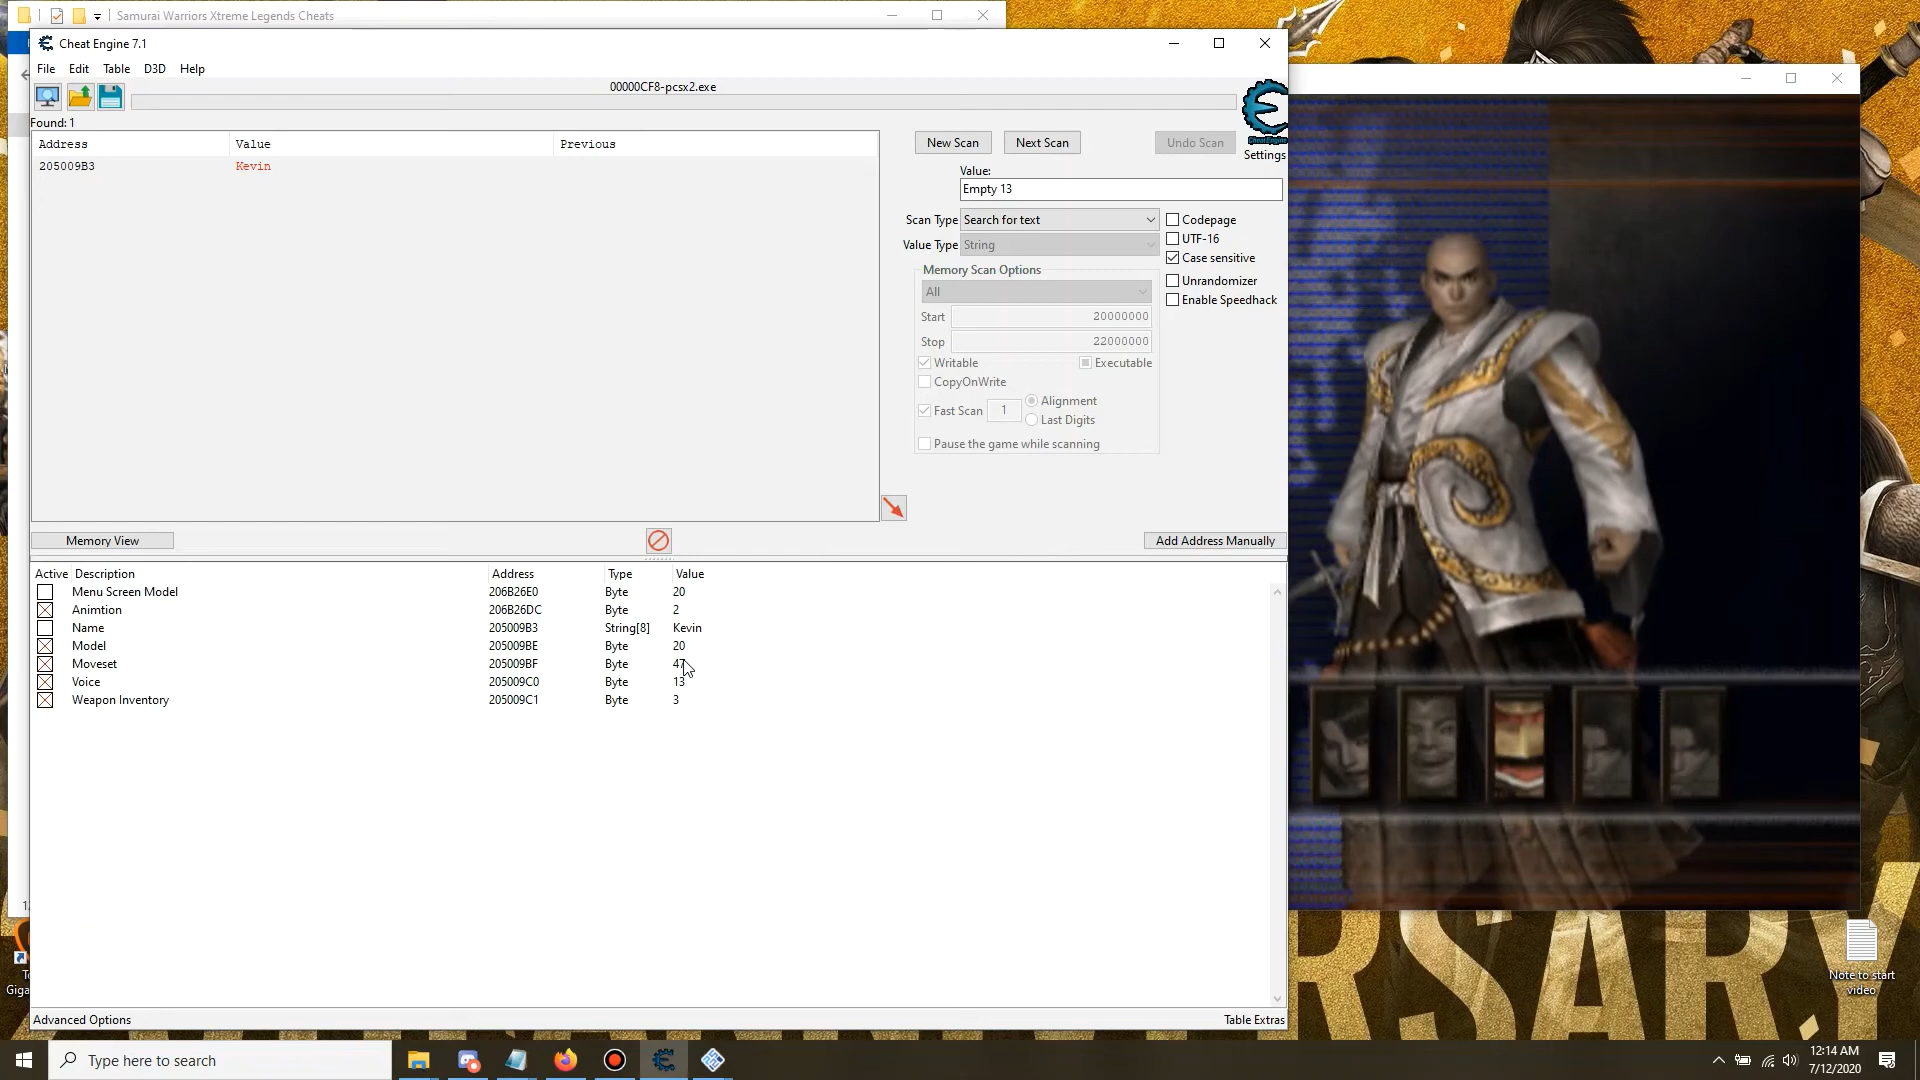 Samurai Warriors Xtreme Legends Cheats
Cheat Engine 7.1
File Edit Table D3D Help
00000CF8-pcsx2.exe
Found: 1
Address Value Previous
205009B3 Kevin
New Scan Next Scan Undo Scan
Settings
Value:
Empty 13
Scan Type Search for text Codepage
UTF-16
Value Type String
Case sensitive
Memory Scan Options
Unrandomizer
All
Enable Speedhack
Start 20000000
Stop 22000000
Writable Executable
CopyOnWrite
Fast Scan 1 Alignment
Last Digits
Pause the game while scanning
Memory View Add Address Manually
Active Description Address Type Value
Menu Screen Model 206B26E0 Byte 20
Animtion 206B26DC Byte 2
Name 205009B3 String[8] Kevin
Model 205009BE Byte 20
Moveset 205009BF Byte 47
Voice 205009C0 Byte 13
Weapon Inventory 205009C1 Byte 3
Giga
Note to start
video
RSARY
Advanced Options Table Extras
Type here to search
12:14 AM
7/12/2020